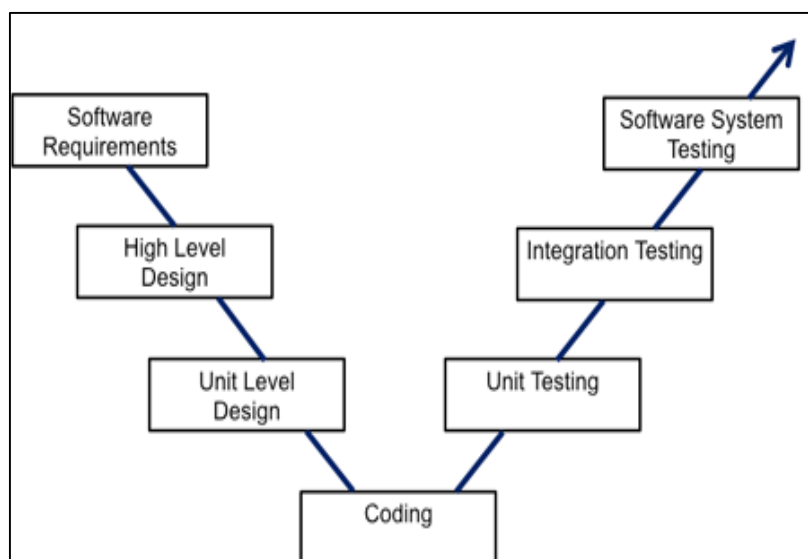 Software
Requirements
Software System
Testing
High Level
Design
Integration Testing
Unit Level
Design
Unit Testing
Coding